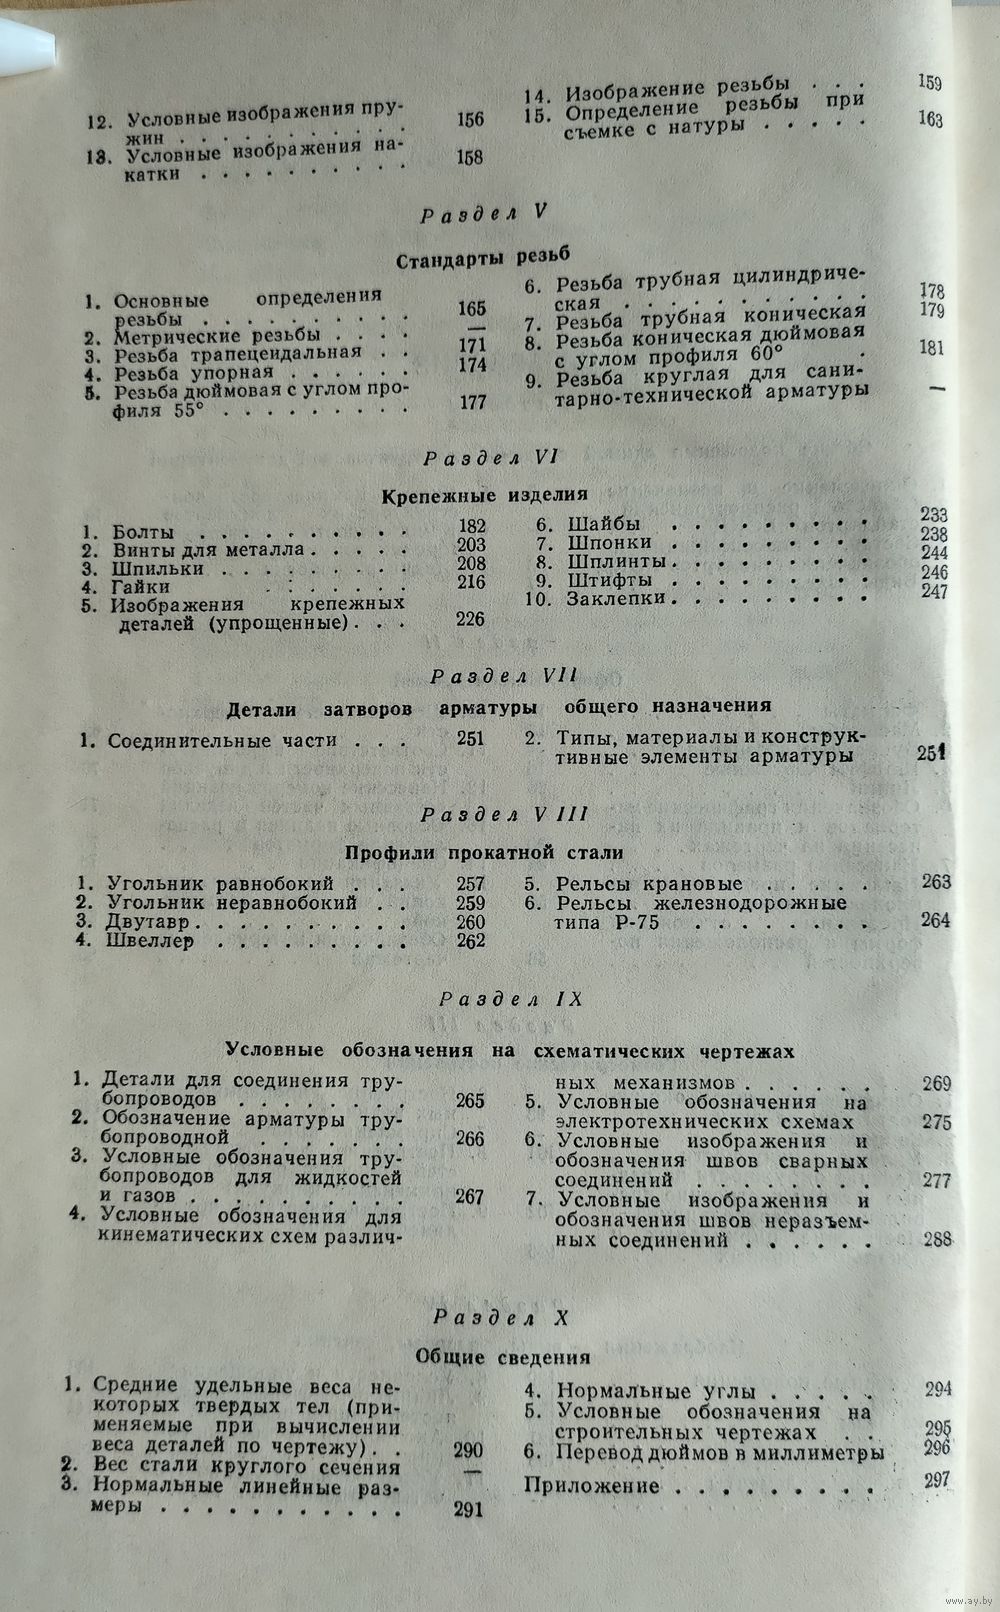 12. Условные изображения пру-
жин . . . . . . . . . . 156
13. Условные изображения на-
катки . . . . . . . . . . 158
14. Изображение резьбы . . . 159
15. Определение резьбы при
съемке с натуры . . . . . 163
Раздел V
Стандарты резьб
1. Основные определения
резьбы . . . . . . . . . . 165
2. Метрические резьбы . . . . —
3. Резьба трапецеидальная . . 171
4. Резьба упорная . . . . . . 174
5. Резьба дюймовая с углом про-
филя 55° . . . . . . . . . 177
6. Резьба трубная цилиндриче-
ская . . . . . . . . . . 178
7. Резьба трубная коническая 179
8. Резьба коническая дюймовая
с углом профиля 60° . 181
9. Резьба круглая для сани-
тарно-технической арматуры —
Раздел VI
Крепежные изделия
1. Болты . . . . . . . . . . 182
2. Винты для металла . . . . . 203
3. Шпильки . . . . . . . . . 208
4. Гайки . . . . . . . 216
5. Изображения крепежных
деталей (упрощенные) . . . 226
6. Шайбы . . . . . . . . . 233
7. Шпонки . . . . . . . . . 238
8. Шплинты . . . . . . . . . 244
9. Штифты . . . . . . . . . 246
10. Заклепки . . . . . . . . . 247
Раздел VII
Детали затворов арматуры общего назначения
1. Соединительные части . . . 251
2. Типы, материалы и конструк-
тивные элементы арматуры 251
Раздел VIII
Профили прокатной стали
1. Угольник равнобокий . . . 257
2. Угольник неравнобокий . . 259
3. Двутавр . . . . . . . . . . 260
4. Швеллер . . . . . . . . . 262
5. Рельсы крановые . . . . . 263
6. Рельсы железнодорожные
типа Р-75 . . . . . . . . 264
Раздел IX
Условные обозначения на схематических чертежах
1. Детали для соединения тру-
бопроводов . . . . . . . . 265
2. Обозначение арматуры тру-
бопроводной . . . . . . . 266
3. Условные обозначения тру-
бопроводов для жидкостей
и газов . . . . . . . . . . 267
4. Условные обозначения для
кинематических схем различ-
ных механизмов . . . . . . 269
5. Условные обозначения на
электротехнических схемах 275
6. Условные изображения и
обозначения швов сварных
соединений . . . . . . . . 277
7. Условные изображения и
обозначения швов неразъем-
ных соединений . . . . . . 288
Раздел X
Общие сведения
1. Средние удельные веса не-
которых твердых тел (при-
меняемые при вычислении
веса деталей по чертежу) . . 290
2. Вес стали круглого сечения —
3. Нормальные линейные раз-
меры . . . . . . . . . . . 291
4. Нормальные углы . . . . . 294
5. Условные обозначения на
строительных чертежах . . 295
6. Перевод дюймов в миллиметры 296
Приложение . . . . . . . . . 297
www.ay.by